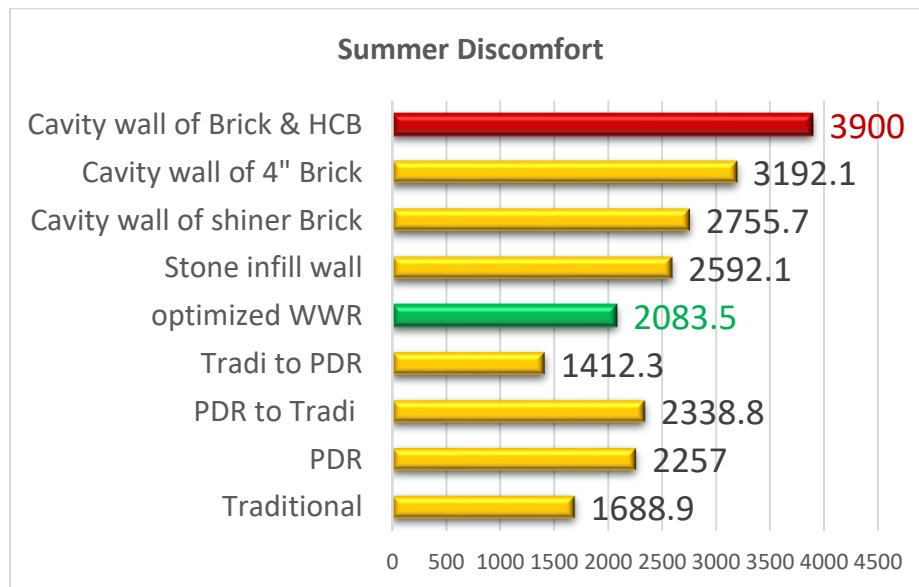 Summer Discomfort
Cavity wall of Brick & HCB 3900
Cavity wall of 4" Brick 3192.1
Cavity wall of shiner Brick 2755.7
Stone infill wall 2592.1
optimized WWR 2083.5
Tradi to PDR 1412.3
PDR to Tradi 2338.8
PDR 2257
Traditional 1688.9
0 500 1000 1500 2000 2500 3000 3500 4000 4500